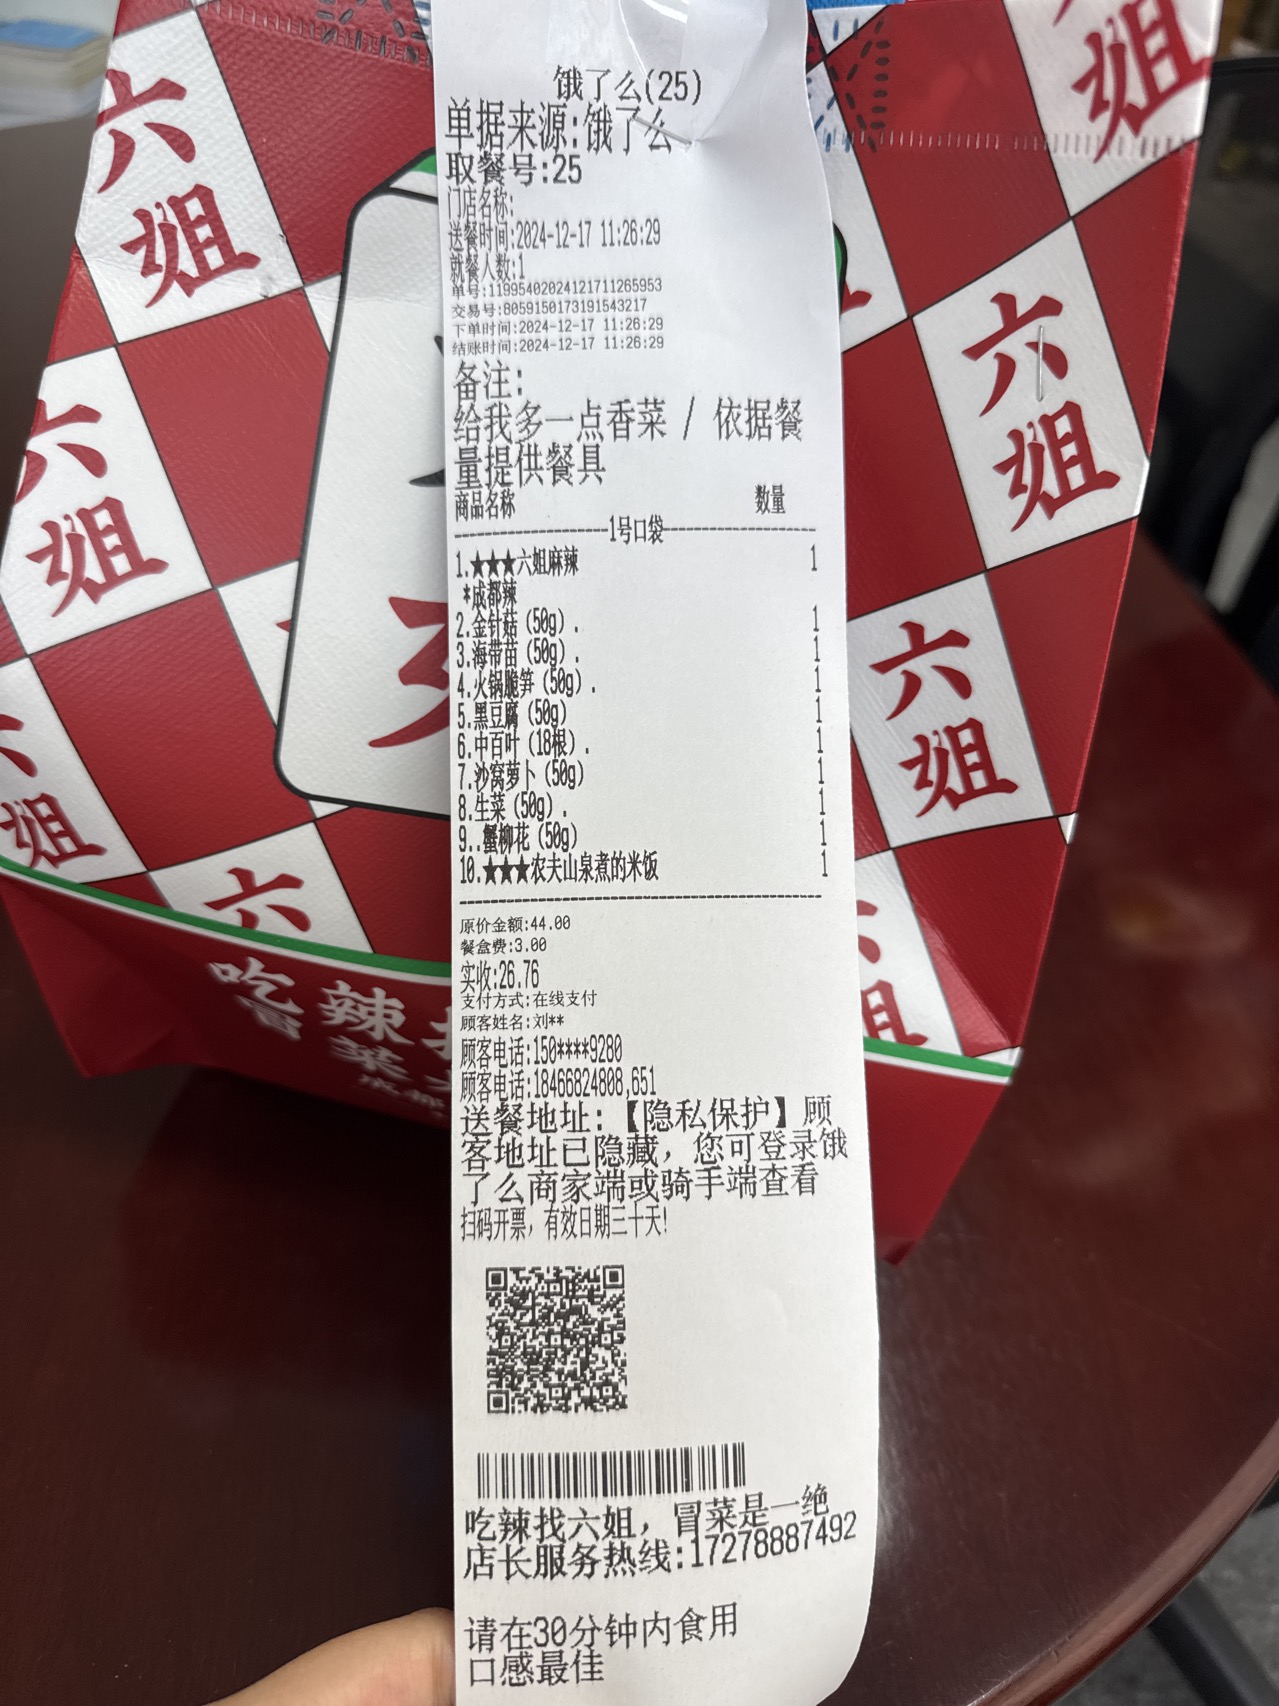 饿了么(25)
单据来源:饿了么
取餐号:25
门店名称:
送餐时间:2024-12-17 11:26:29
就餐人数:1
单号:11995402024121711265953
交易号:8059150173191543217
下单时间:2024-12-17 11:26:29
结账时间:2024-12-17 11:26:29
备注:
给我多一点香菜 / 依据餐
量提供餐具
商品名称 数量
1号口袋
1.★★★六姐麻辣 1
*成都辣
2.金针菇(50g). 1
3.海带苗(50g). 1
4.火锅脆笋(50g). 1
5.黑豆腐(50g) 1
6.中百叶(18根). 1
7.沙窝萝卜(50g) 1
8.生菜(50g). 1
9..蟹柳花(50g) 1
10.★★★农夫山泉煮的米饭 1
原价金额:44.00
餐盒费:3.00
实收:26.76
支付方式:在线支付
顾客姓名:刘**
顾客电话:150****9280
顾客电话:18466824808,651
送餐地址:【隐私保护】顾
客地址已隐藏，您可登录饿
了么商家端或骑手端查看
扫码开票，有效日期三十天!
吃辣找六姐，冒菜是一绝
店长服务热线:17278887492
请在30分钟内食用
口感最佳
六姐
六姐
六姐
六姐
六姐
六姐
六
姐
吃辣
冒菜